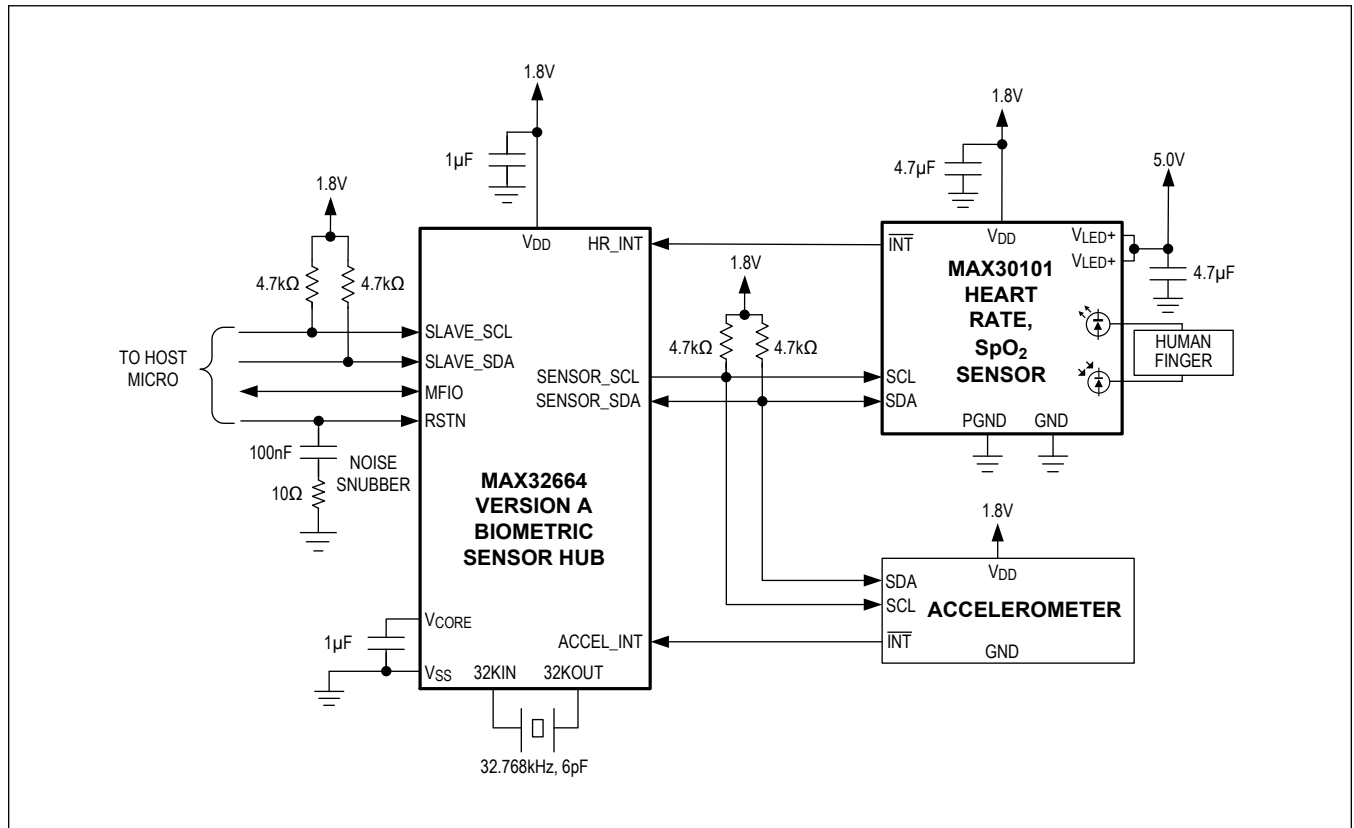 1.8V
1µF
1.8V
4.7kΩ
4.7kΩ
TO HOST
MICRO
100nF
10Ω
NOISE
SNUBBER
VDD
HR_INT
SLAVE_SCL
SLAVE_SDA
MFIO
RSTN
SENSOR_SCL
SENSOR_SDA
MAX32664
VERSION A
BIOMETRIC
SENSOR HUB
VCORE
1µF
VSS
32KIN
32KOUT
ACCEL_INT
32.768kHz, 6pF
1.8V
4.7kΩ
4.7kΩ
1.8V
4.7µF
5.0V
INT
VDD
VLED+
VLED+
4.7µF
MAX30101
HEART
RATE,
SpO2
SENSOR
HUMAN
FINGER
SCL
SDA
PGND
GND
1.8V
VDD
SDA
SCL
ACCELEROMETER
INT
GND